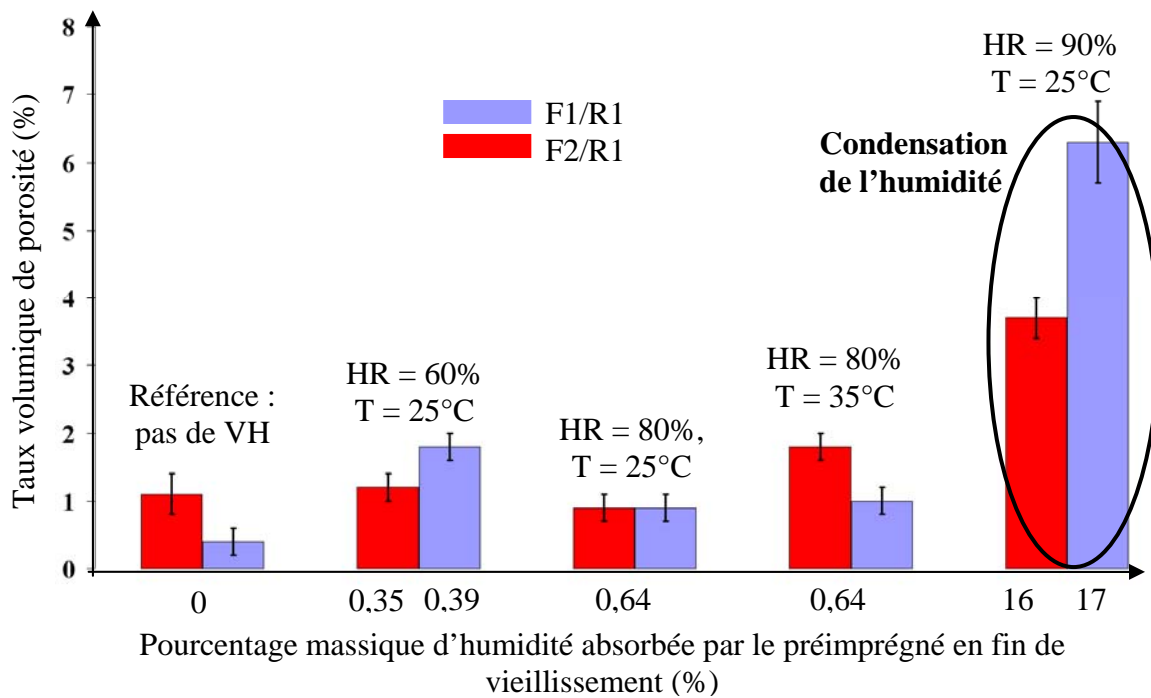 8
7
6
5
4
3
2
1
0
Taux volumique de porosité (%)
F1/R1
F2/R1
Référence :
pas de VH
HR = 60%
T = 25°C
HR = 80%,
T = 25°C
HR = 80%
T = 35°C
HR = 90%
T = 25°C
Condensation
de l’humidité
0
0,35 0,39
0,64
0,64
16 17
Pourcentage massique d’humidité absorbée par le préimprégné en fin de
vieillissement (%)